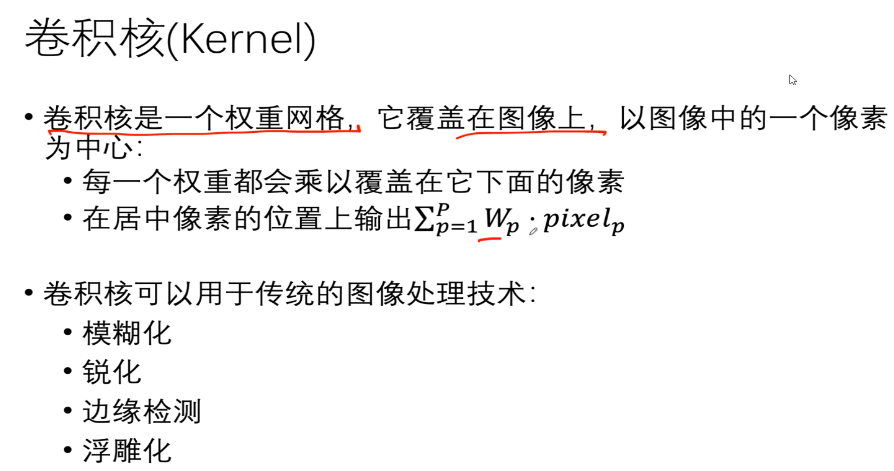 卷积核(Kernel)
• 卷积核是一个权重网格,, 它覆盖在图像上, 以图像中的一个像素
为中心:
• 每一个权重都会乘以覆盖在它下面的像素
• 在居中像素的位置上输出$\sum_{p=1}^{P} W_p \cdot pixel_p$
• 卷积核可以用于传统的图像处理技术:
• 模糊化
• 锐化
• 边缘检测
• 浮雕化